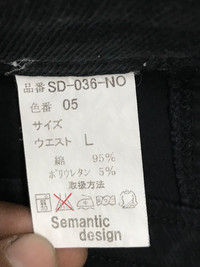 品番 SD-036-NO
色番 05
サイズ
ウエスト L
綿 95%
ポリウレタン 5%
取扱方法
Semantic
design